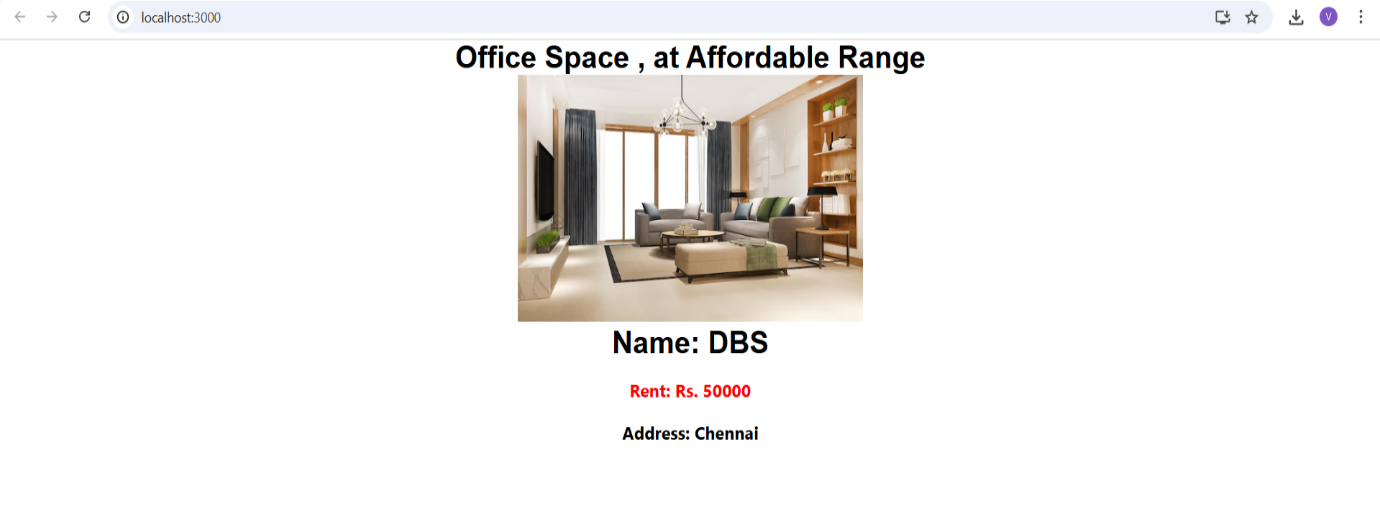 localhost:3000
V
Office Space , at Affordable Range
Name: DBS
Rent: Rs. 50000
Address: Chennai